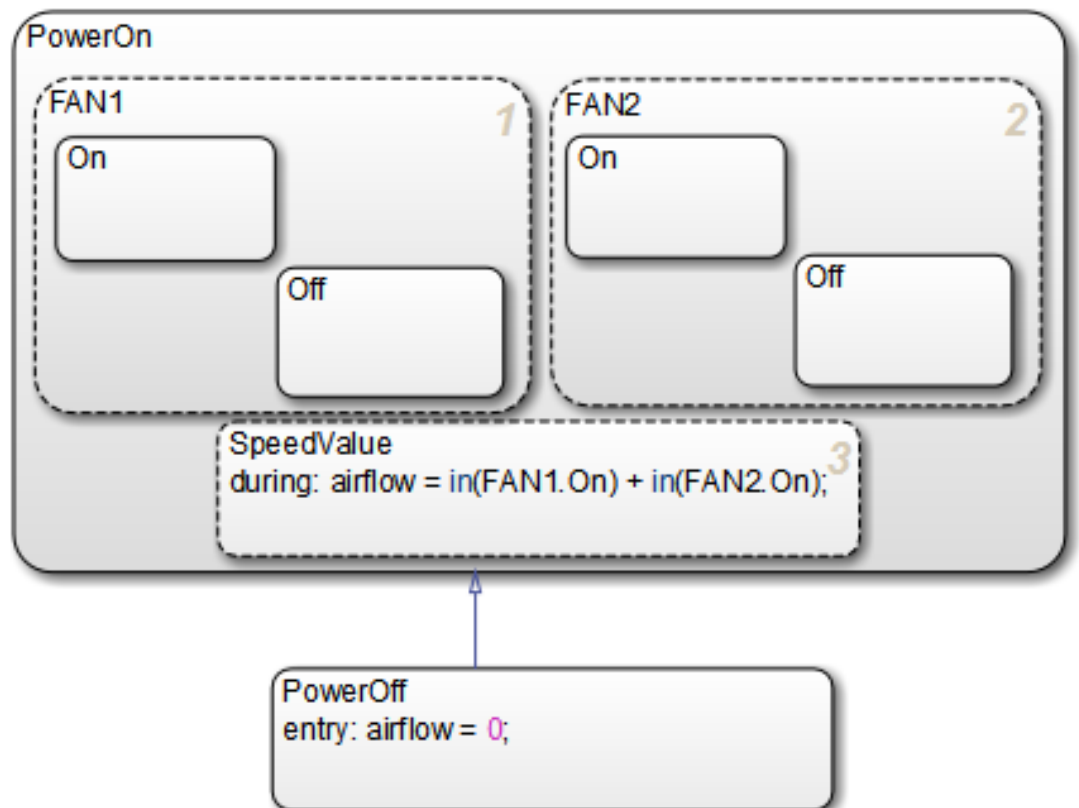 PowerOn
FAN1
1
On
Off
FAN2
2
On
Off
SpeedValue
3
during: airflow = in(FAN1.On) + in(FAN2.On);
PowerOff
entry: airflow = 0;